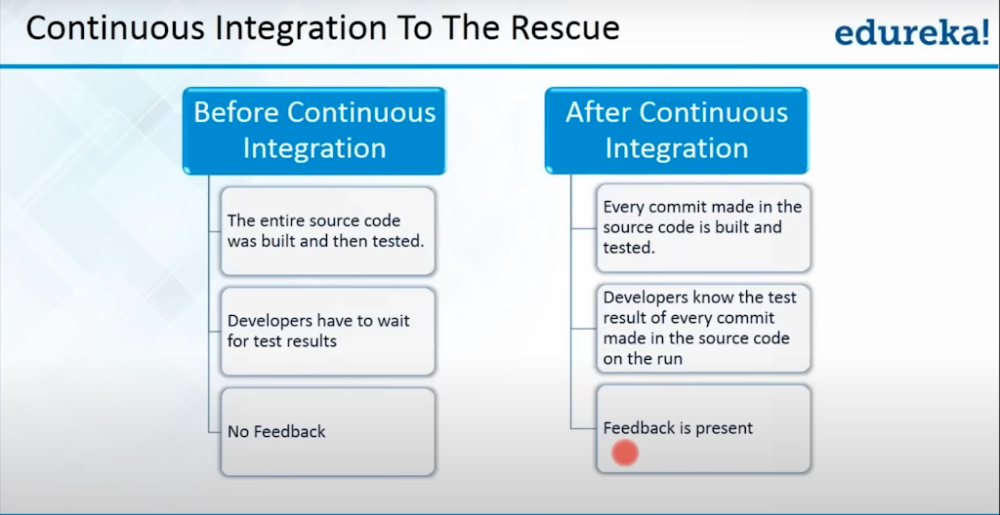 Continuous Integration To The Rescue
edureka!
Before Continuous
Integration
The entire source code
was built and then tested.
Developers have to wait
for test results
No Feedback
After Continuous
Integration
Every commit made in the
source code is built and
tested.
Developers know the test
result of every commit
made in the source code
on the run
Feedback is present